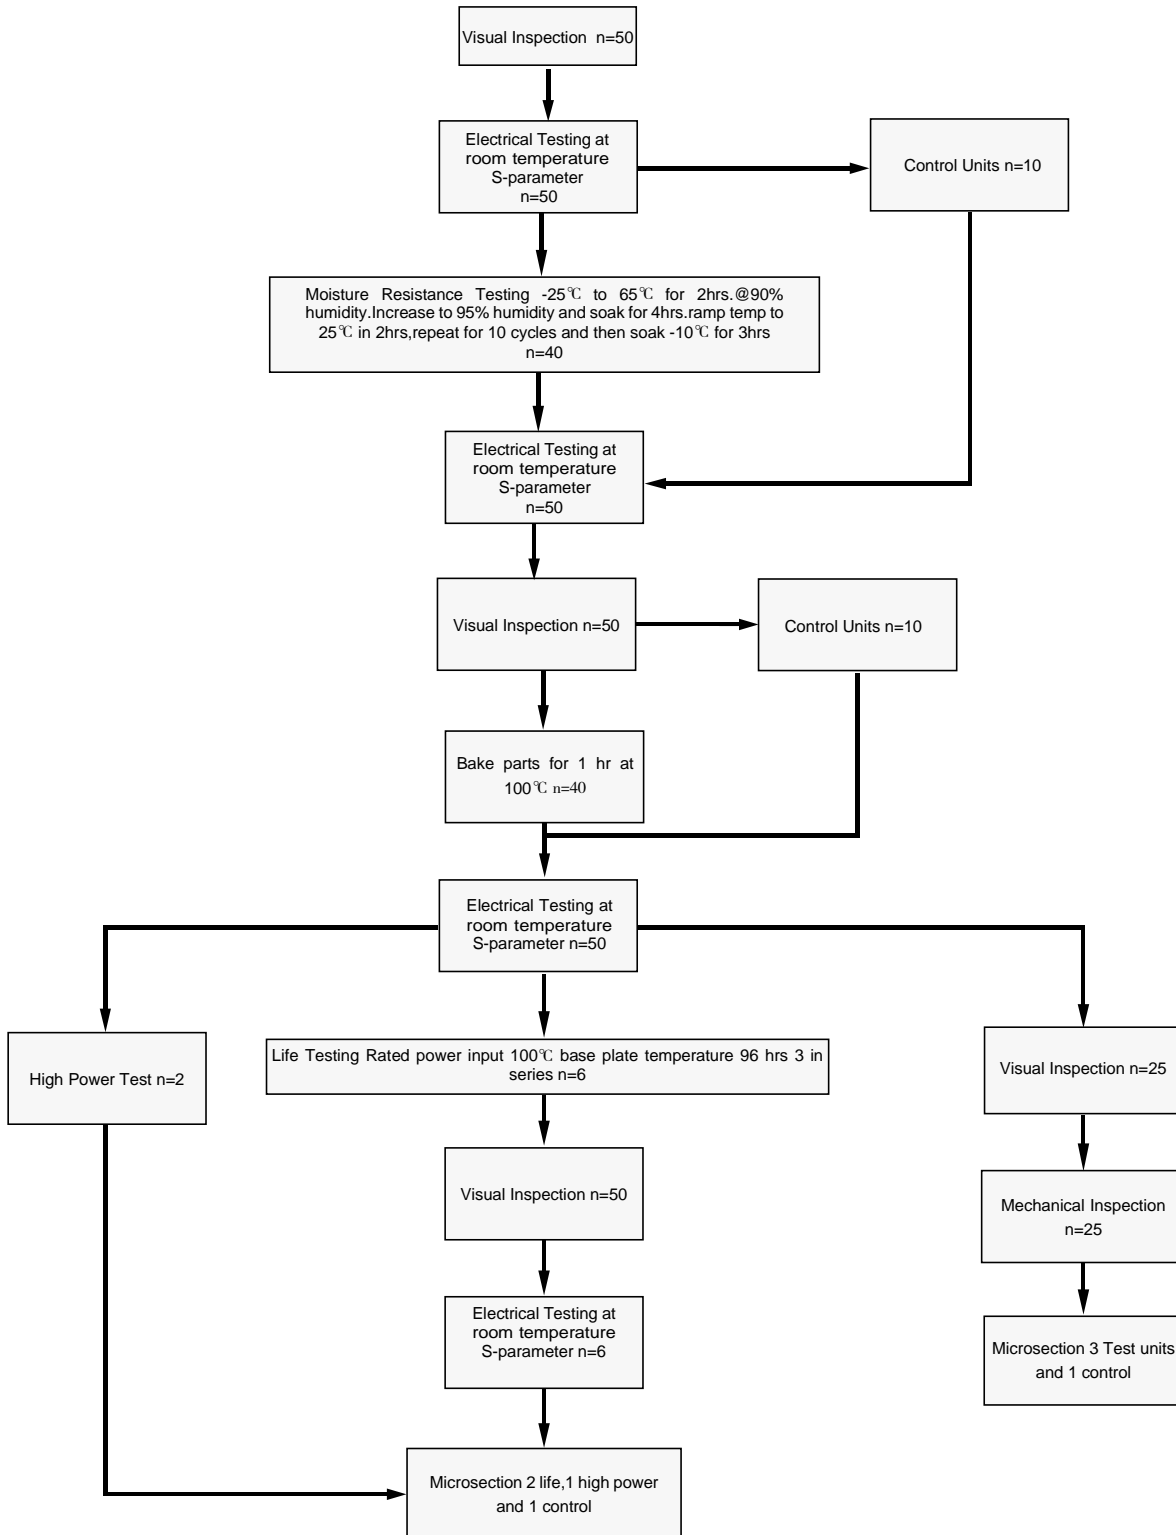 Visual Inspection n=50
Electrical Testing at
room temperature
S-parameter
n=50
Control Units n=10
Moisture Resistance Testing -25℃ to 65℃ for 2hrs.@90%
humidity.Increase to 95% humidity and soak for 4hrs.ramp temp to
25℃ in 2hrs,repeat for 10 cycles and then soak -10℃ for 3hrs
n=40
Electrical Testing at
room temperature
S-parameter
n=50
Visual Inspection n=50
Control Units n=10
Bake parts for 1 hr at
100℃ n=40
Electrical Testing at
room temperature
S-parameter n=50
High Power Test n=2
Life Testing Rated power input 100℃ base plate temperature 96 hrs 3 in
series n=6
Visual Inspection n=25
Visual Inspection n=50
Mechanical Inspection
n=25
Electrical Testing at
room temperature
S-parameter n=6
Microsection 3 Test units
and 1 control
Microsection 2 life,1 high power
and 1 control